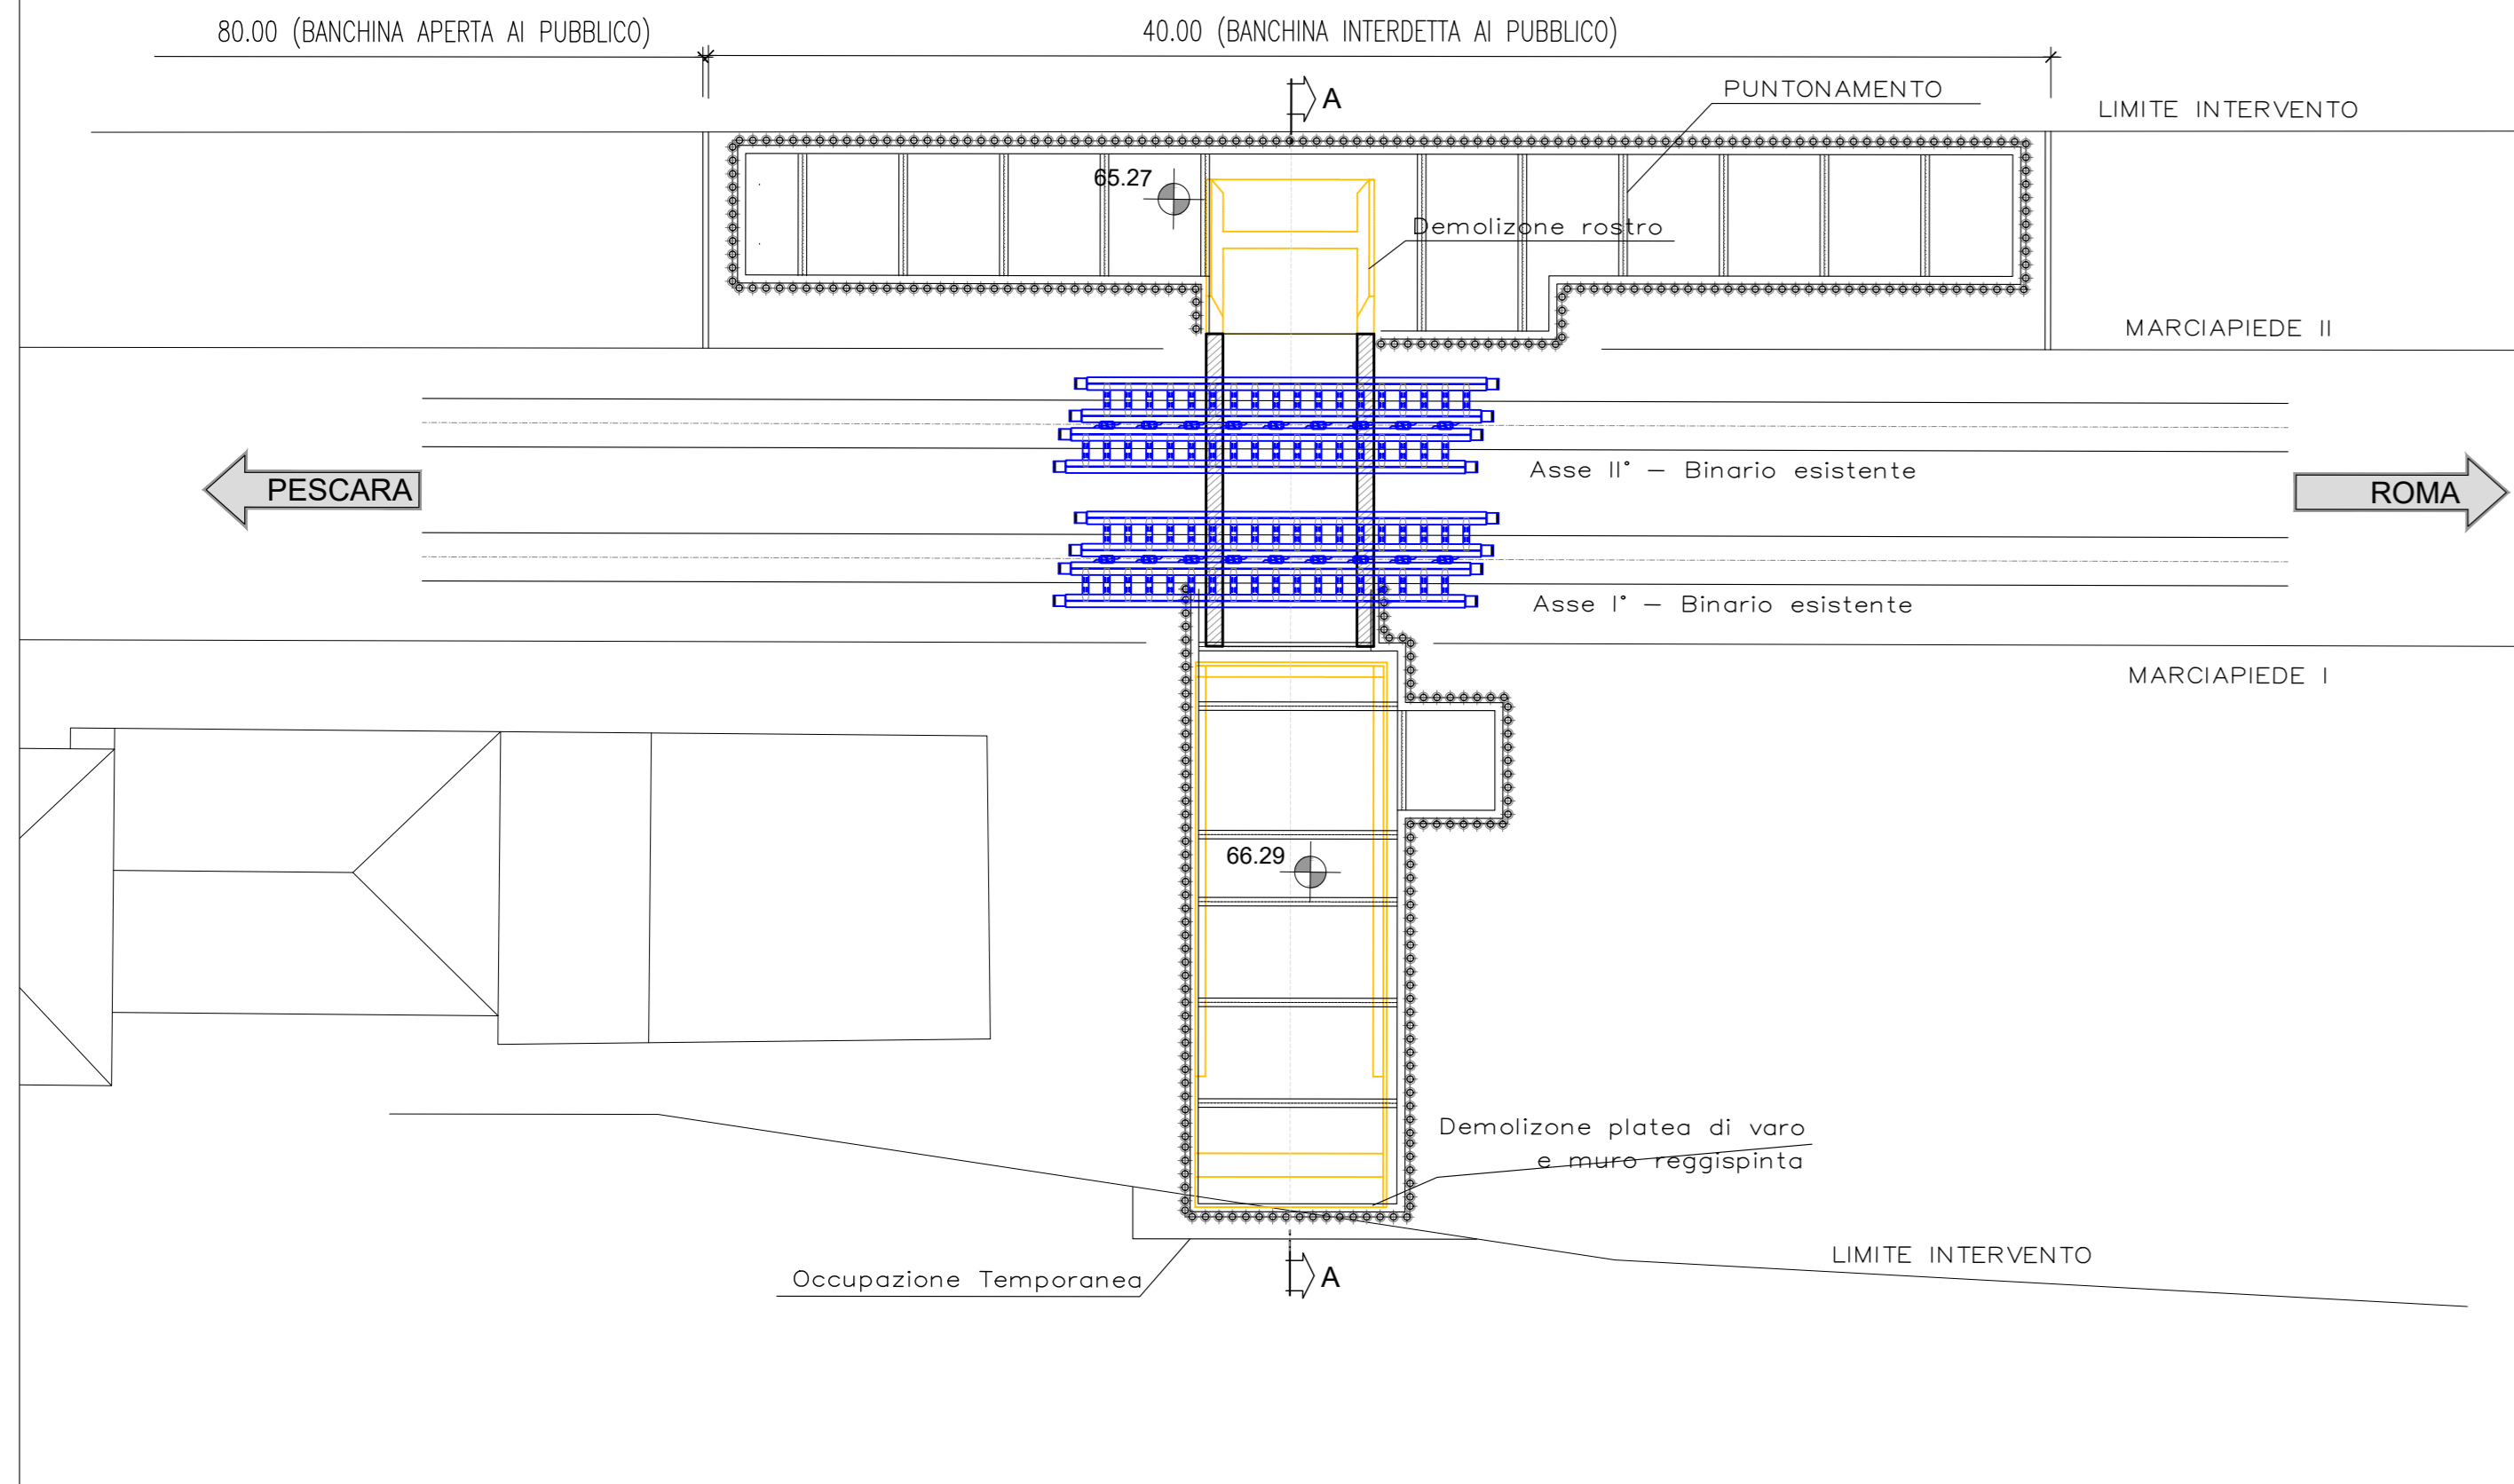 80.00 (BANCHINA APERTA AI PUBBLICO)
40.00 (BANCHINA INTERDETTA AI PUBBLICO)
A
PUNTONAMENTO
LIMITE INTERVENTO
65.27
Demolizone rostro
MARCIAPIEDE II
Asse II° – Binario esistente
PESCARA
ROMA
Asse I° – Binario esistente
MARCIAPIEDE I
66.29
Demolizone platea di varo
e muro reggispinta
LIMITE INTERVENTO
Occupazione Temporanea
A